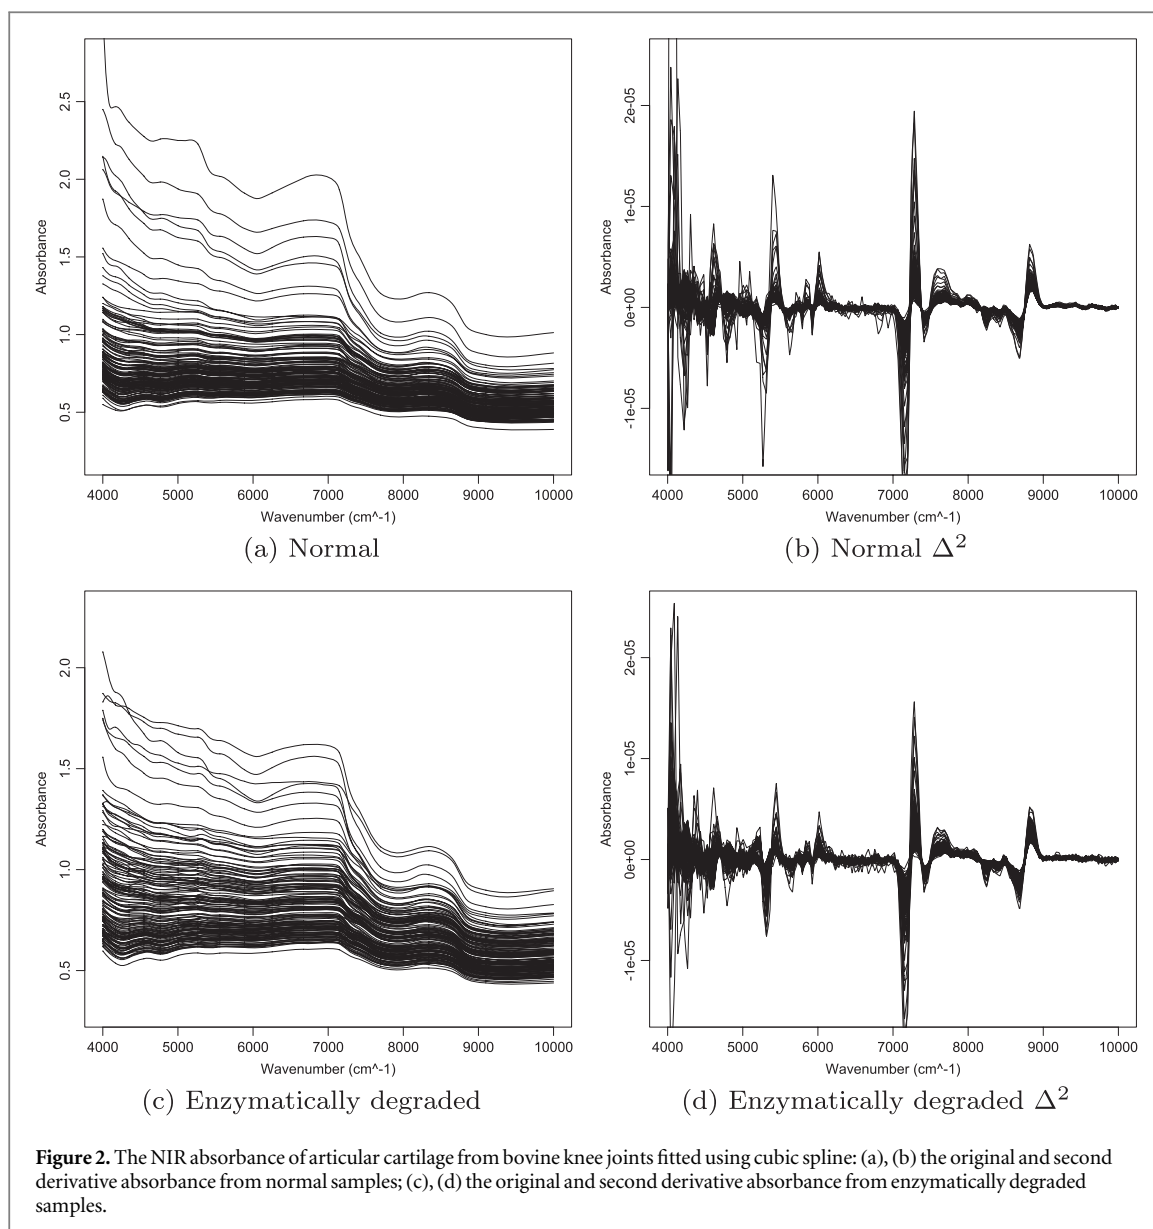 2.5
2.0
1.5
1.0
0.5
Absorbance
4000 5000 6000 7000 8000 9000 10000
Wavenumber (cm^-1)
(a) Normal
2e-05
1e-05
0e+00
-1e-05
Absorbance
4000 5000 6000 7000 8000 9000 10000
Wavenumber (cm^-1)
(b) Normal Δ²
2.0
1.5
1.0
0.5
Absorbance
4000 5000 6000 7000 8000 9000 10000
Wavenumber (cm^-1)
(c) Enzymatically degraded
2e-05
1e-05
0e+00
-1e-05
Absorbance
4000 5000 6000 7000 8000 9000 10000
Wavenumber (cm^-1)
(d) Enzymatically degraded Δ²
Figure 2. The NIR absorbance of articular cartilage from bovine knee joints fitted using cubic spline: (a), (b) the original and second
derivative absorbance from normal samples; (c), (d) the original and second derivative absorbance from enzymatically degraded
samples.